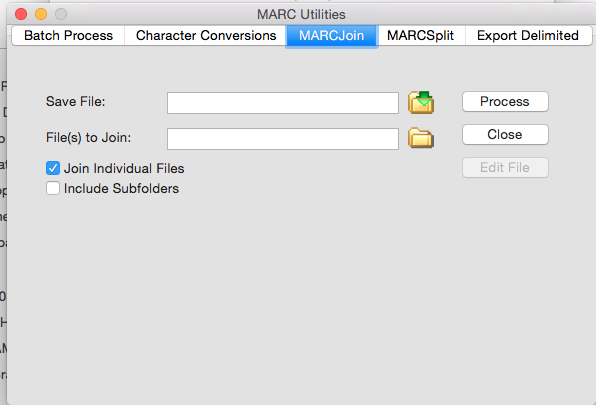 MARC Utilities
Batch Process Character Conversions MARCJoin MARCSplit Export Delimited
Save File: Process
File(s) to Join: Close
Join Individual Files Edit File
Include Subfolders